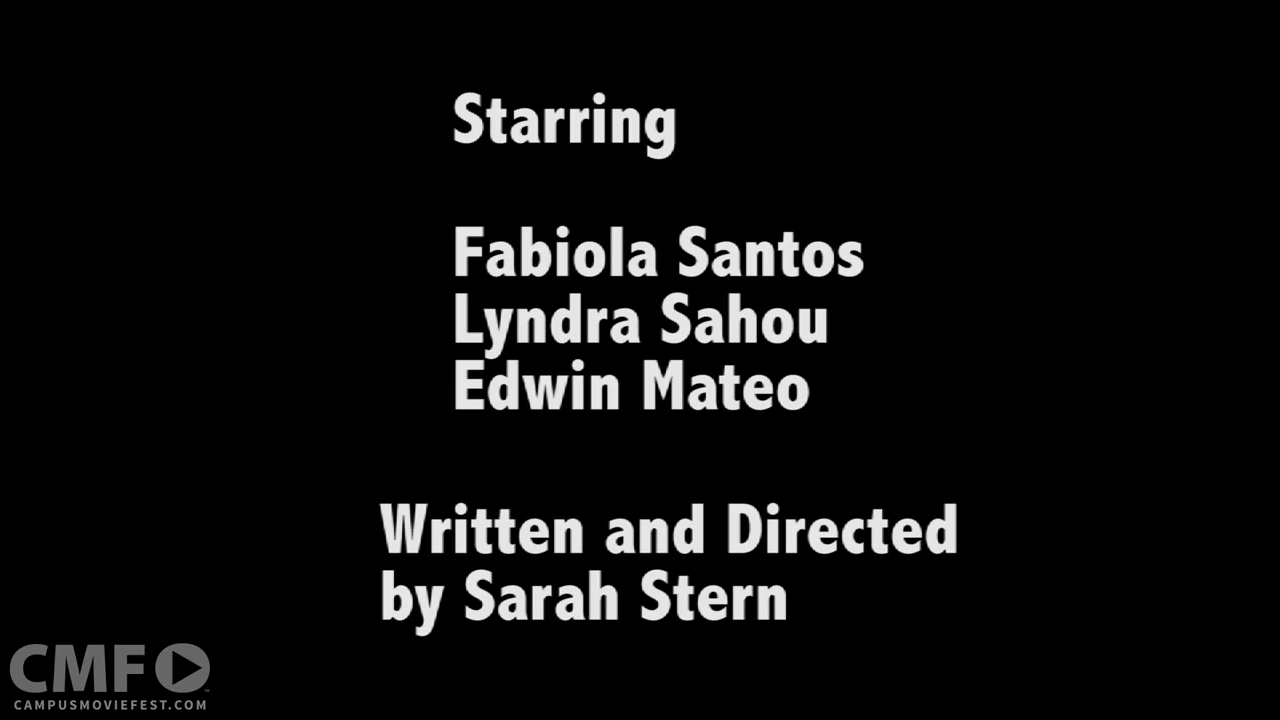 Starring
Fabiola Santos
Lyndra Sahou
Edwin Mateo
Written and Directed
by Sarah Stern
CMF
CAMPUSMOVIEFEST.COM